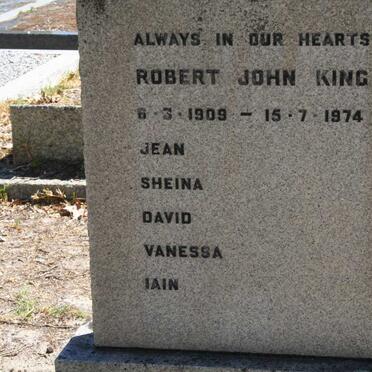 ALWAYS IN OUR HEARTS
ROBERT JOHN KING
6·3·1909 – 15·7·1974
JEAN
SHEINA
DAVID
VANESSA
IAIN